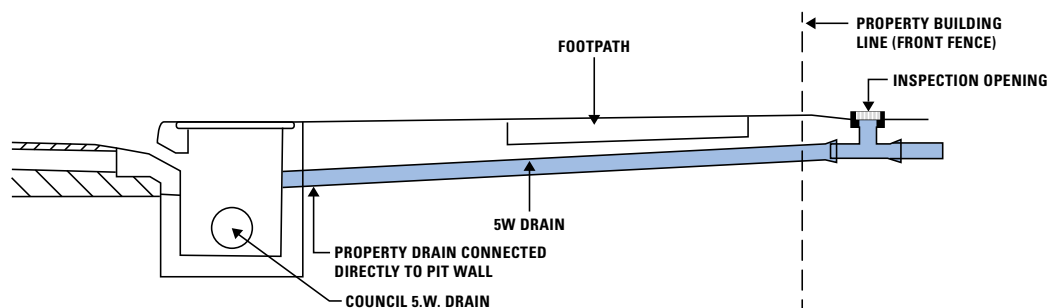 PROPERTY BUILDING
LINE (FRONT FENCE)
FOOTPATH
INSPECTION OPENING
5W DRAIN
PROPERTY DRAIN CONNECTED
DIRECTLY TO PIT WALL
COUNCIL 5.W. DRAIN